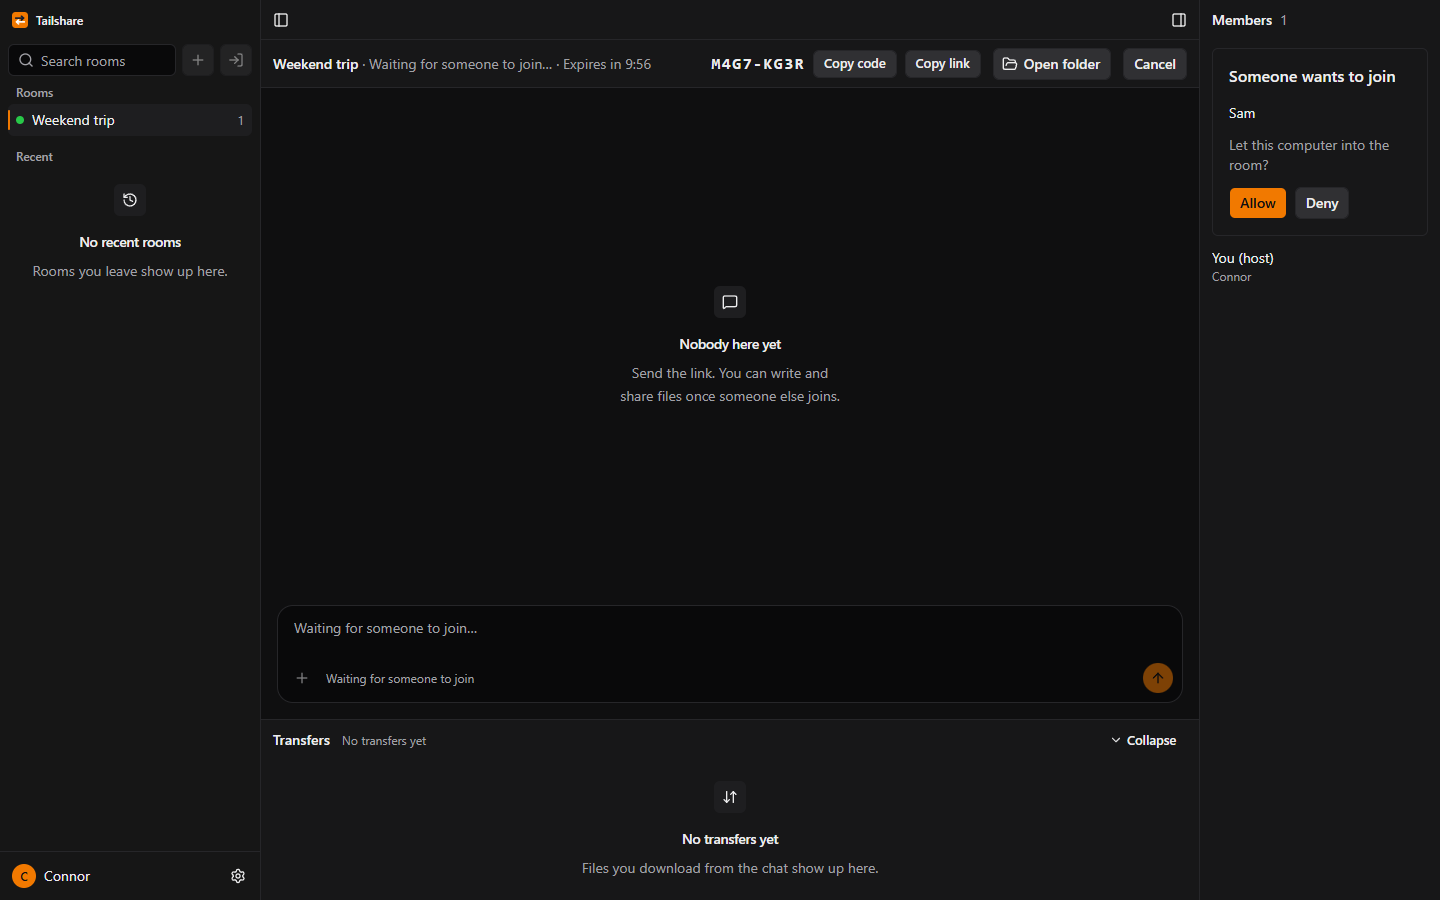 Tailshare
Search rooms
Rooms
Weekend trip 1
Recent
No recent rooms
Rooms you leave show up here.
C Connor
Weekend trip · Waiting for someone to join... · Expires in 9:56
M4G7-KG3R Copy code Copy link Open folder Cancel
Nobody here yet
Send the link. You can write and
share files once someone else joins.
Waiting for someone to join...
Waiting for someone to join
Transfers No transfers yet Collapse
No transfers yet
Files you download from the chat show up here.
Members 1
Someone wants to join
Sam
Let this computer into the
room?
Allow Deny
You (host)
Connor